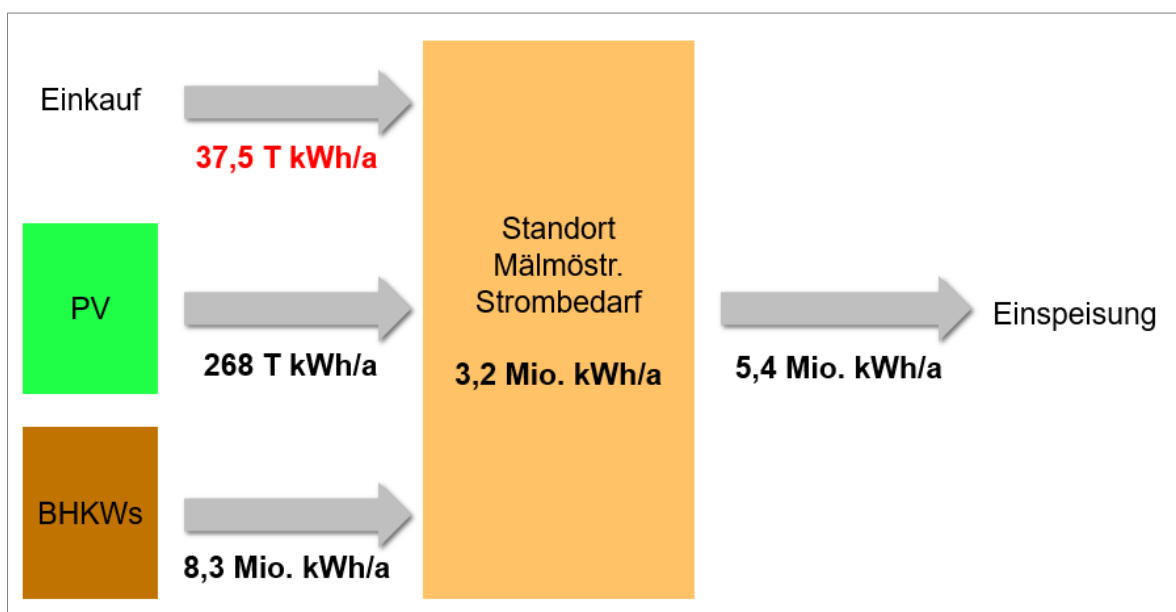 Einkauf
37,5 T kWh/a
PV
268 T kWh/a
BHKWs
8,3 Mio. kWh/a
Standort
Mälmöstr.
Strombedarf
3,2 Mio. kWh/a
5,4 Mio. kWh/a
Einspeisung